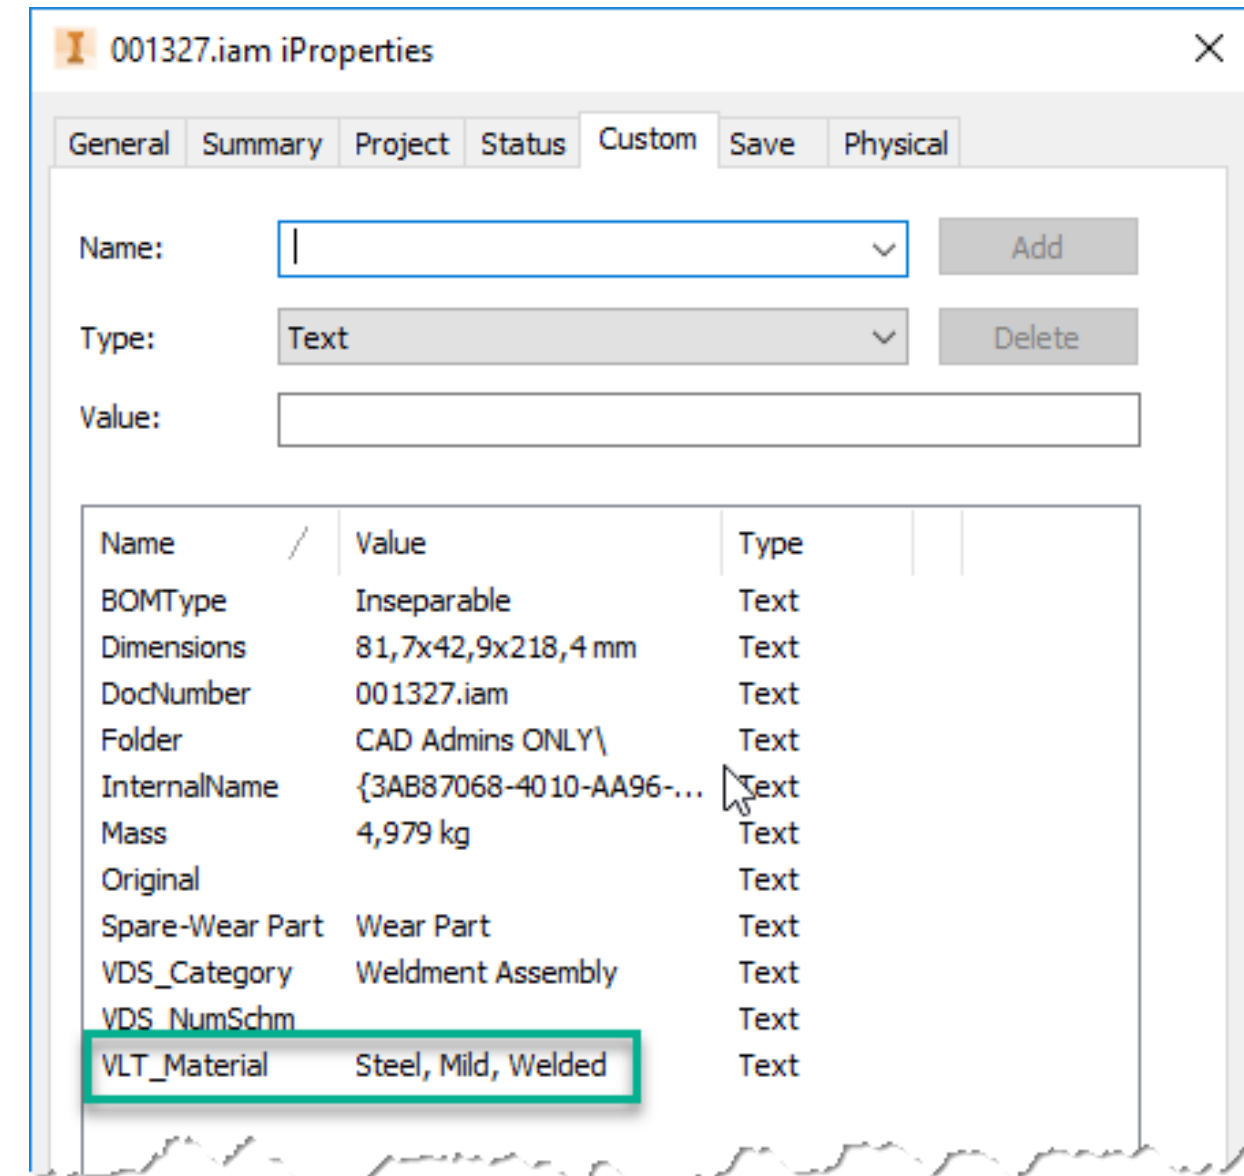 001327.iam iProperties
General Summary Project Status Custom Save Physical
Name: Add
Type: Text Delete
Value:
Name Value Type
BOMType Inseparable Text
Dimensions 81,7x42,9x218,4 mm Text
DocNumber 001327.iam Text
Folder CAD Admins ONLY\ Text
InternalName {3AB87068-4010-AA96-... Text
Mass 4,979 kg Text
Original Text
Spare-Wear Part Wear Part Text
VDS_Category Weldment Assembly Text
VDS_NumSchm Text
VLT_Material Steel, Mild, Welded Text